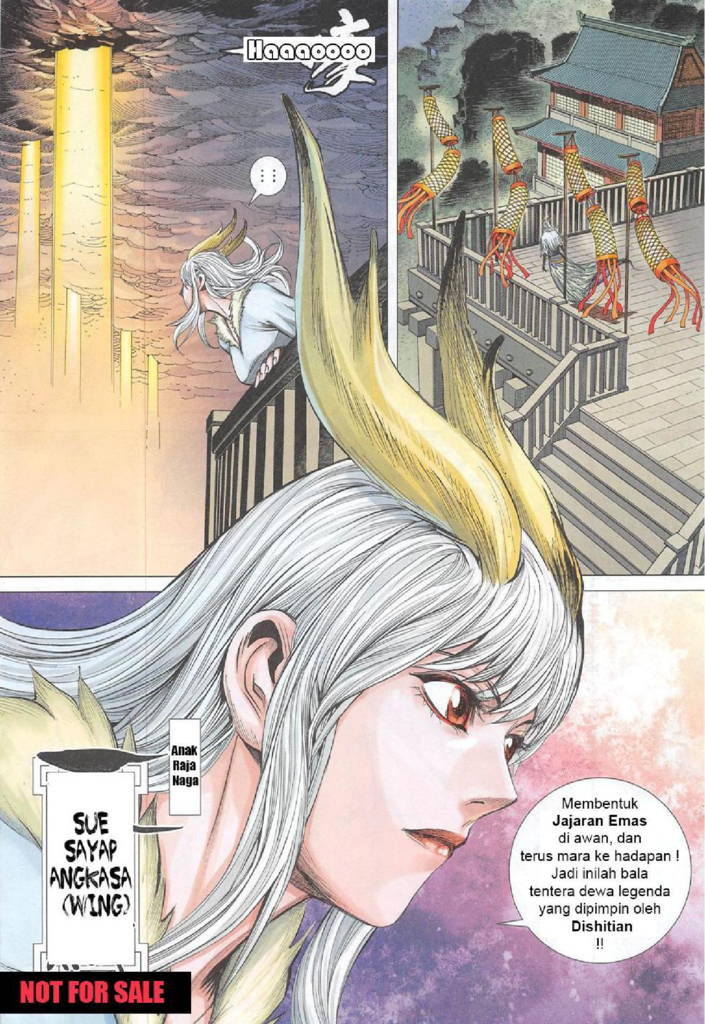 Haaaoooo
豪
: :
Anak
Raja
Naga
SUE
SAYAP
ANGKASA
(WING)
Membentuk
Jajaran Emas
di awan, dan
terus mara ke hadapan !
Jadi inilah bala
tentera dewa legenda
yang dipimpin oleh
Dishitian
!!
NOT FOR SALE